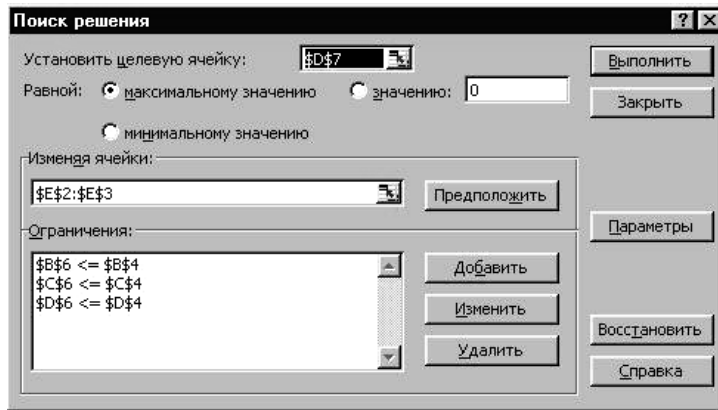 Поиск решения ? ×
Установить целевую ячейку: $D$7 Выполнить
Равной: максимальному значению значению: 0 Закрыть
минимальному значению
Изменяя ячейки:
$E$2:$E$3 Предположить
Ограничения: Параметры
$B$6 <= $B$4 Добавить
$C$6 <= $C$4
$D$6 <= $D$4 Изменить
Восстановить
Удалить
Справка